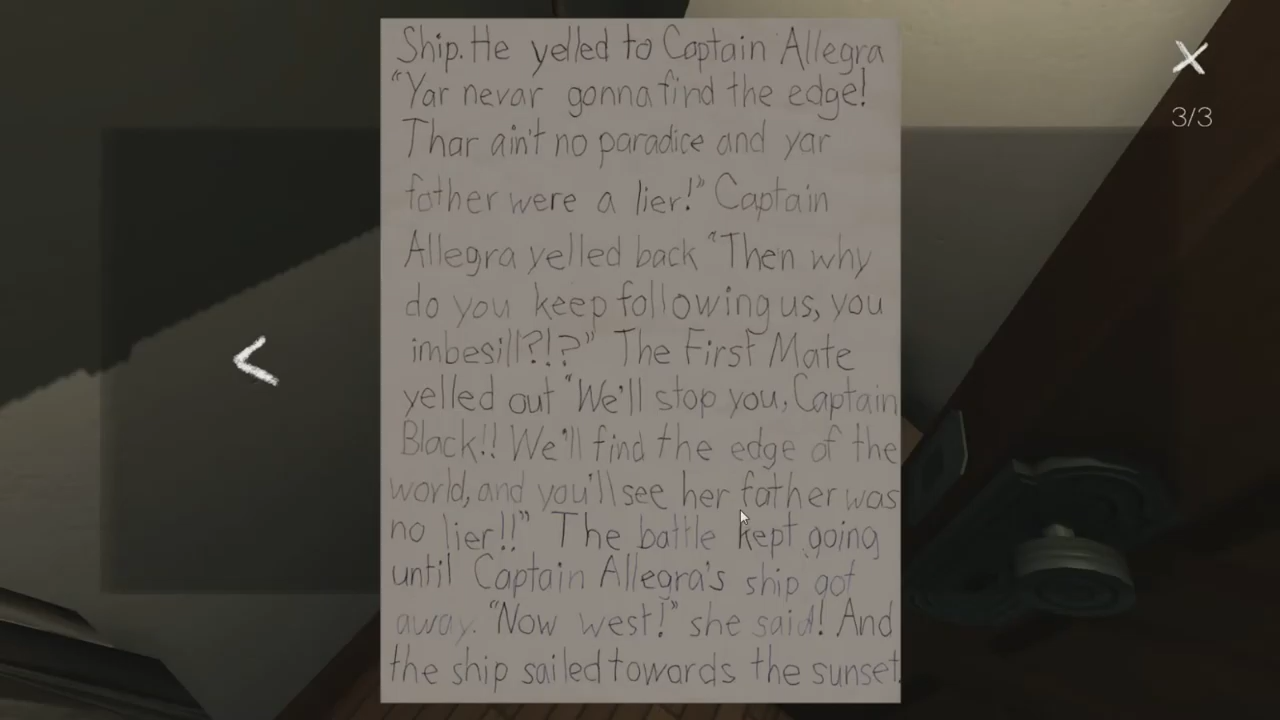 Ship. He yelled to Captain Allegra
"Yar nevar gonna find the edge!
3/3
Thar ain't no paradice and yar
father were a lier!" Captain
Allegra yelled back "Then why
do you keep following us, you
imbesill?!?" The First Mate
yelled out "We'll stop you, Captain
Black!! We'll find the edge of the
world, and you'll see her father was
no lier!!" The battle kept going
until Captain Allegra's ship got
away. "Now west!" she said! And
the ship sailed towards the sunset.